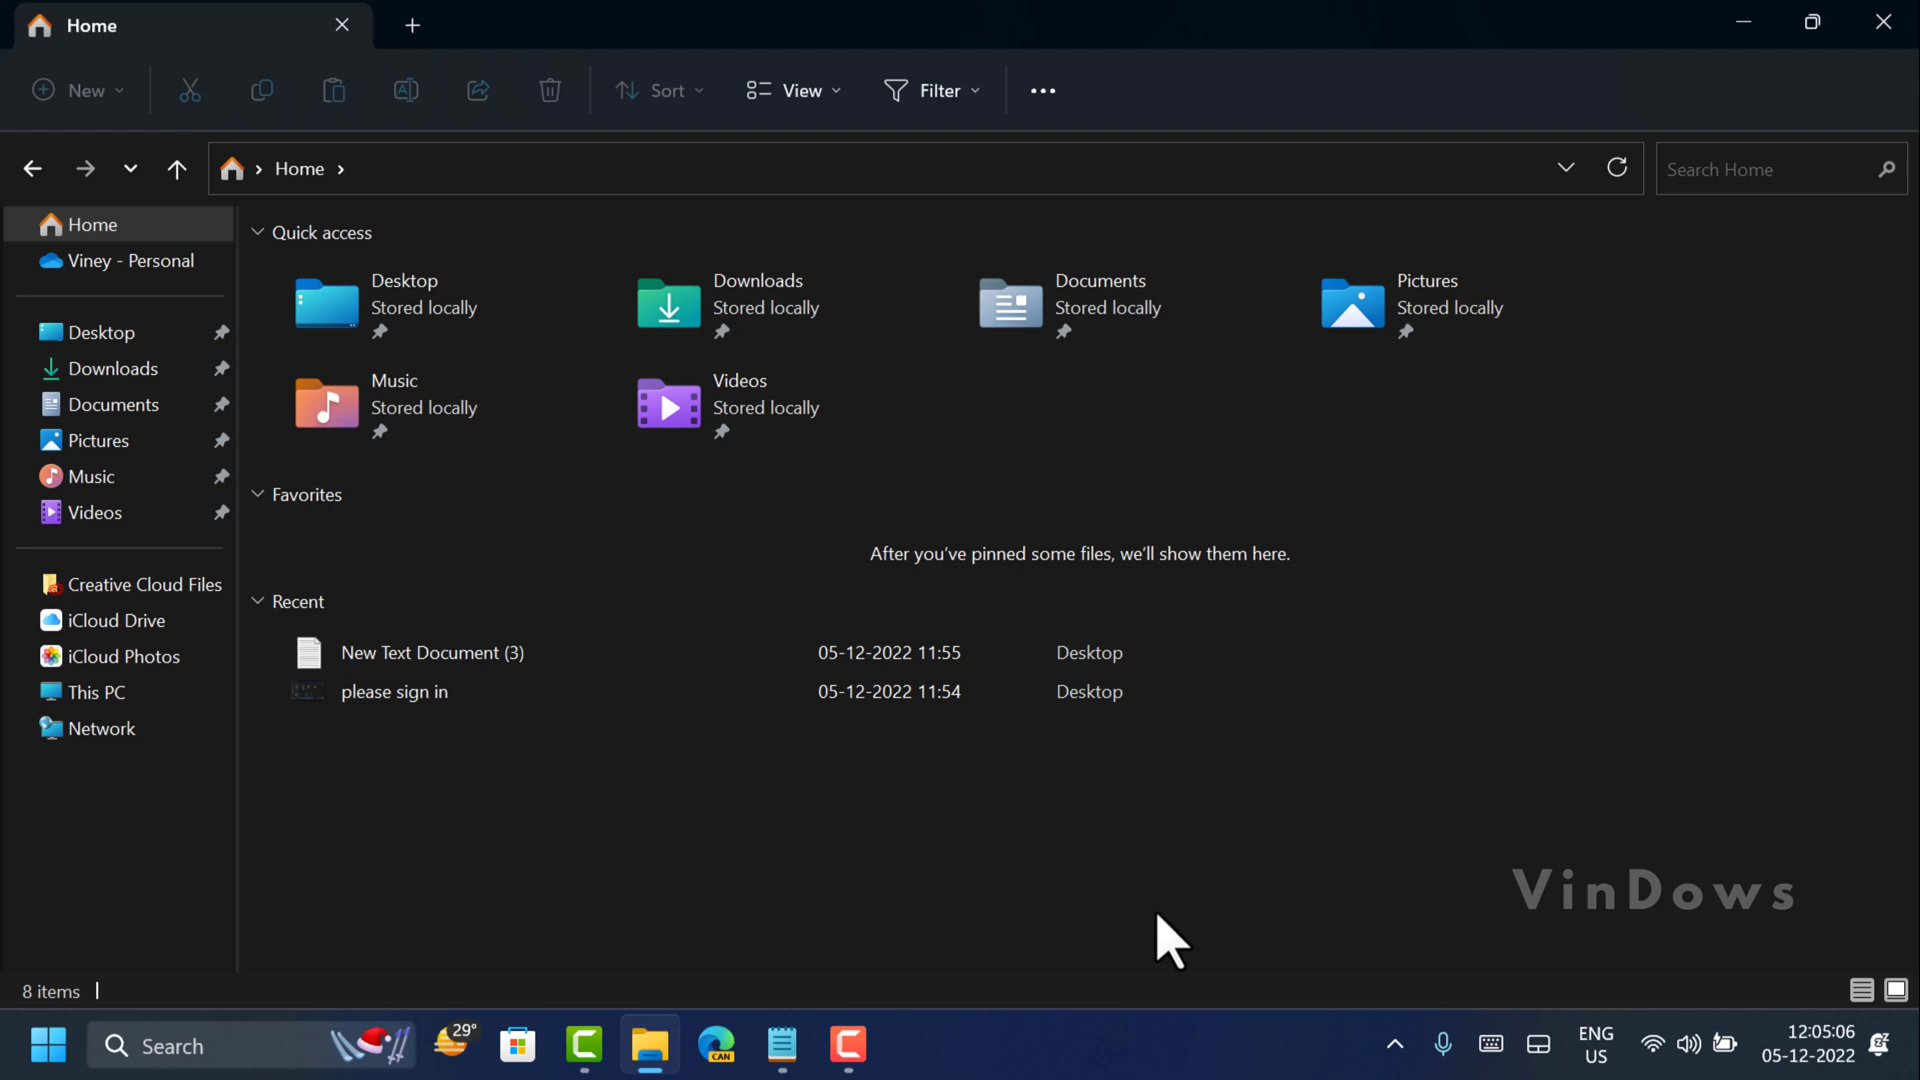 Home
New
Sort
View
Filter
Home
Search Home
Home
Viney - Personal
Desktop
Downloads
Documents
Pictures
Music
Videos
Creative Cloud Files
iCloud Drive
iCloud Photos
This PC
Network
Quick access
Desktop
Stored locally
Downloads
Stored locally
Documents
Stored locally
Pictures
Stored locally
Music
Stored locally
Videos
Stored locally
Favorites
After you've pinned some files, we'll show them here.
Recent
New Text Document (3) 05-12-2022 11:55 Desktop
please sign in 05-12-2022 11:54 Desktop
VinDows
8 items
Search
29°
CAN
ENG
US
12:05:06
05-12-2022